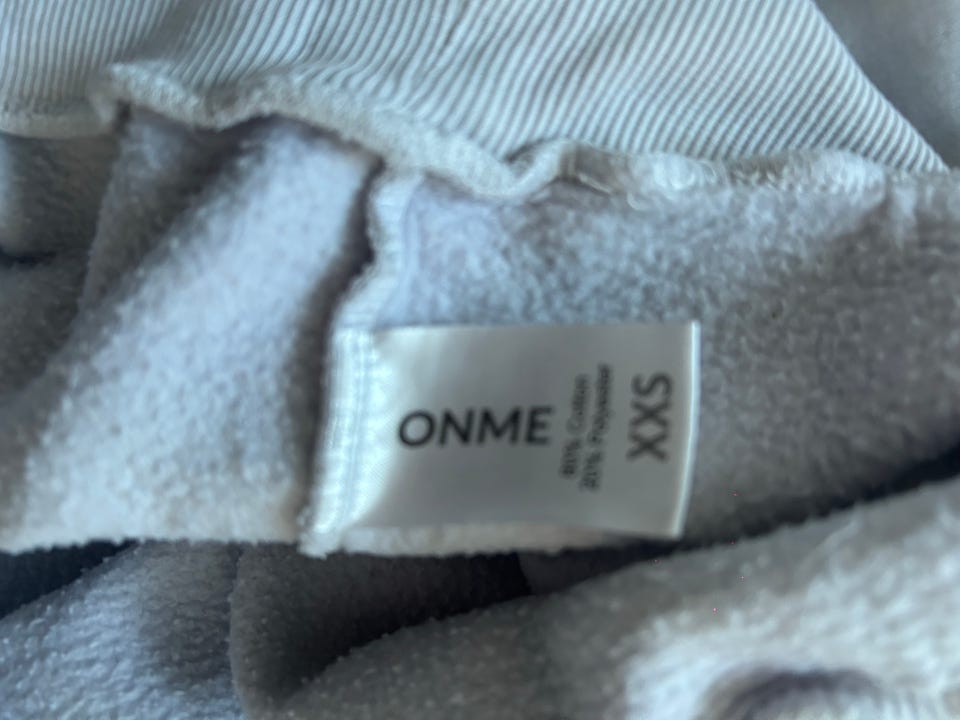 ONME
80% Cotton
20% Polyester
XXS